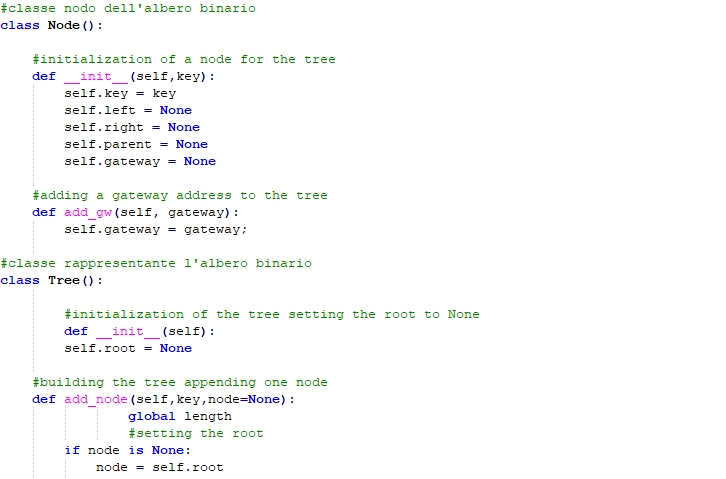 #classe nodo dell'albero binario
class Node():
#initialization of a node for the tree
def __init__(self,key):
self.key = key
self.left = None
self.right = None
self.parent = None
self.gateway = None
#adding a gateway address to the tree
def add_gw(self, gateway):
self.gateway = gateway;
#classe rappresentante l'albero binario
class Tree():
#initialization of the tree setting the root to None
def __init__(self):
self.root = None
#building the tree appending one node
def add_node(self,key,node=None):
global length
#setting the root
if node is None:
node = self.root